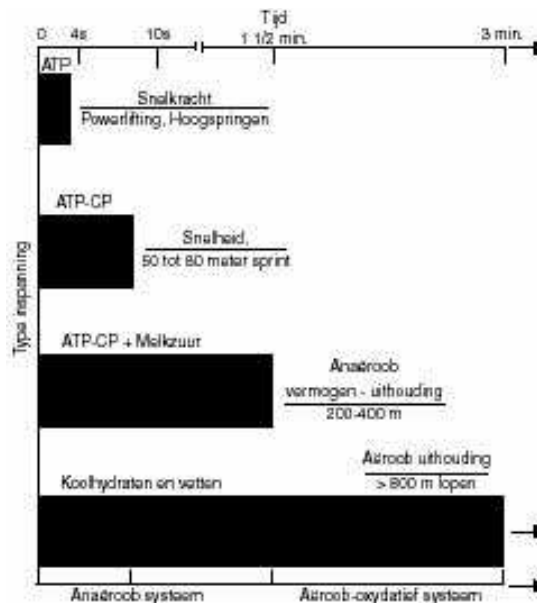 Tijd
0 4s 10s 1 1/2 min. 3 min.
ATP
Snelkracht
Powerlifting, Hoogspringen
ATP-CP
Snelheid,
50 tot 80 meter sprint
Type inspanning
ATP-CP + Melkzuur
Anaëroob
vermogen - uithouding
200-400 m
Aëroob uithouding
> 800 m lopen
Koolhydraten en vetten
Anaëroob systeem Aëroob-oxydatief systeem